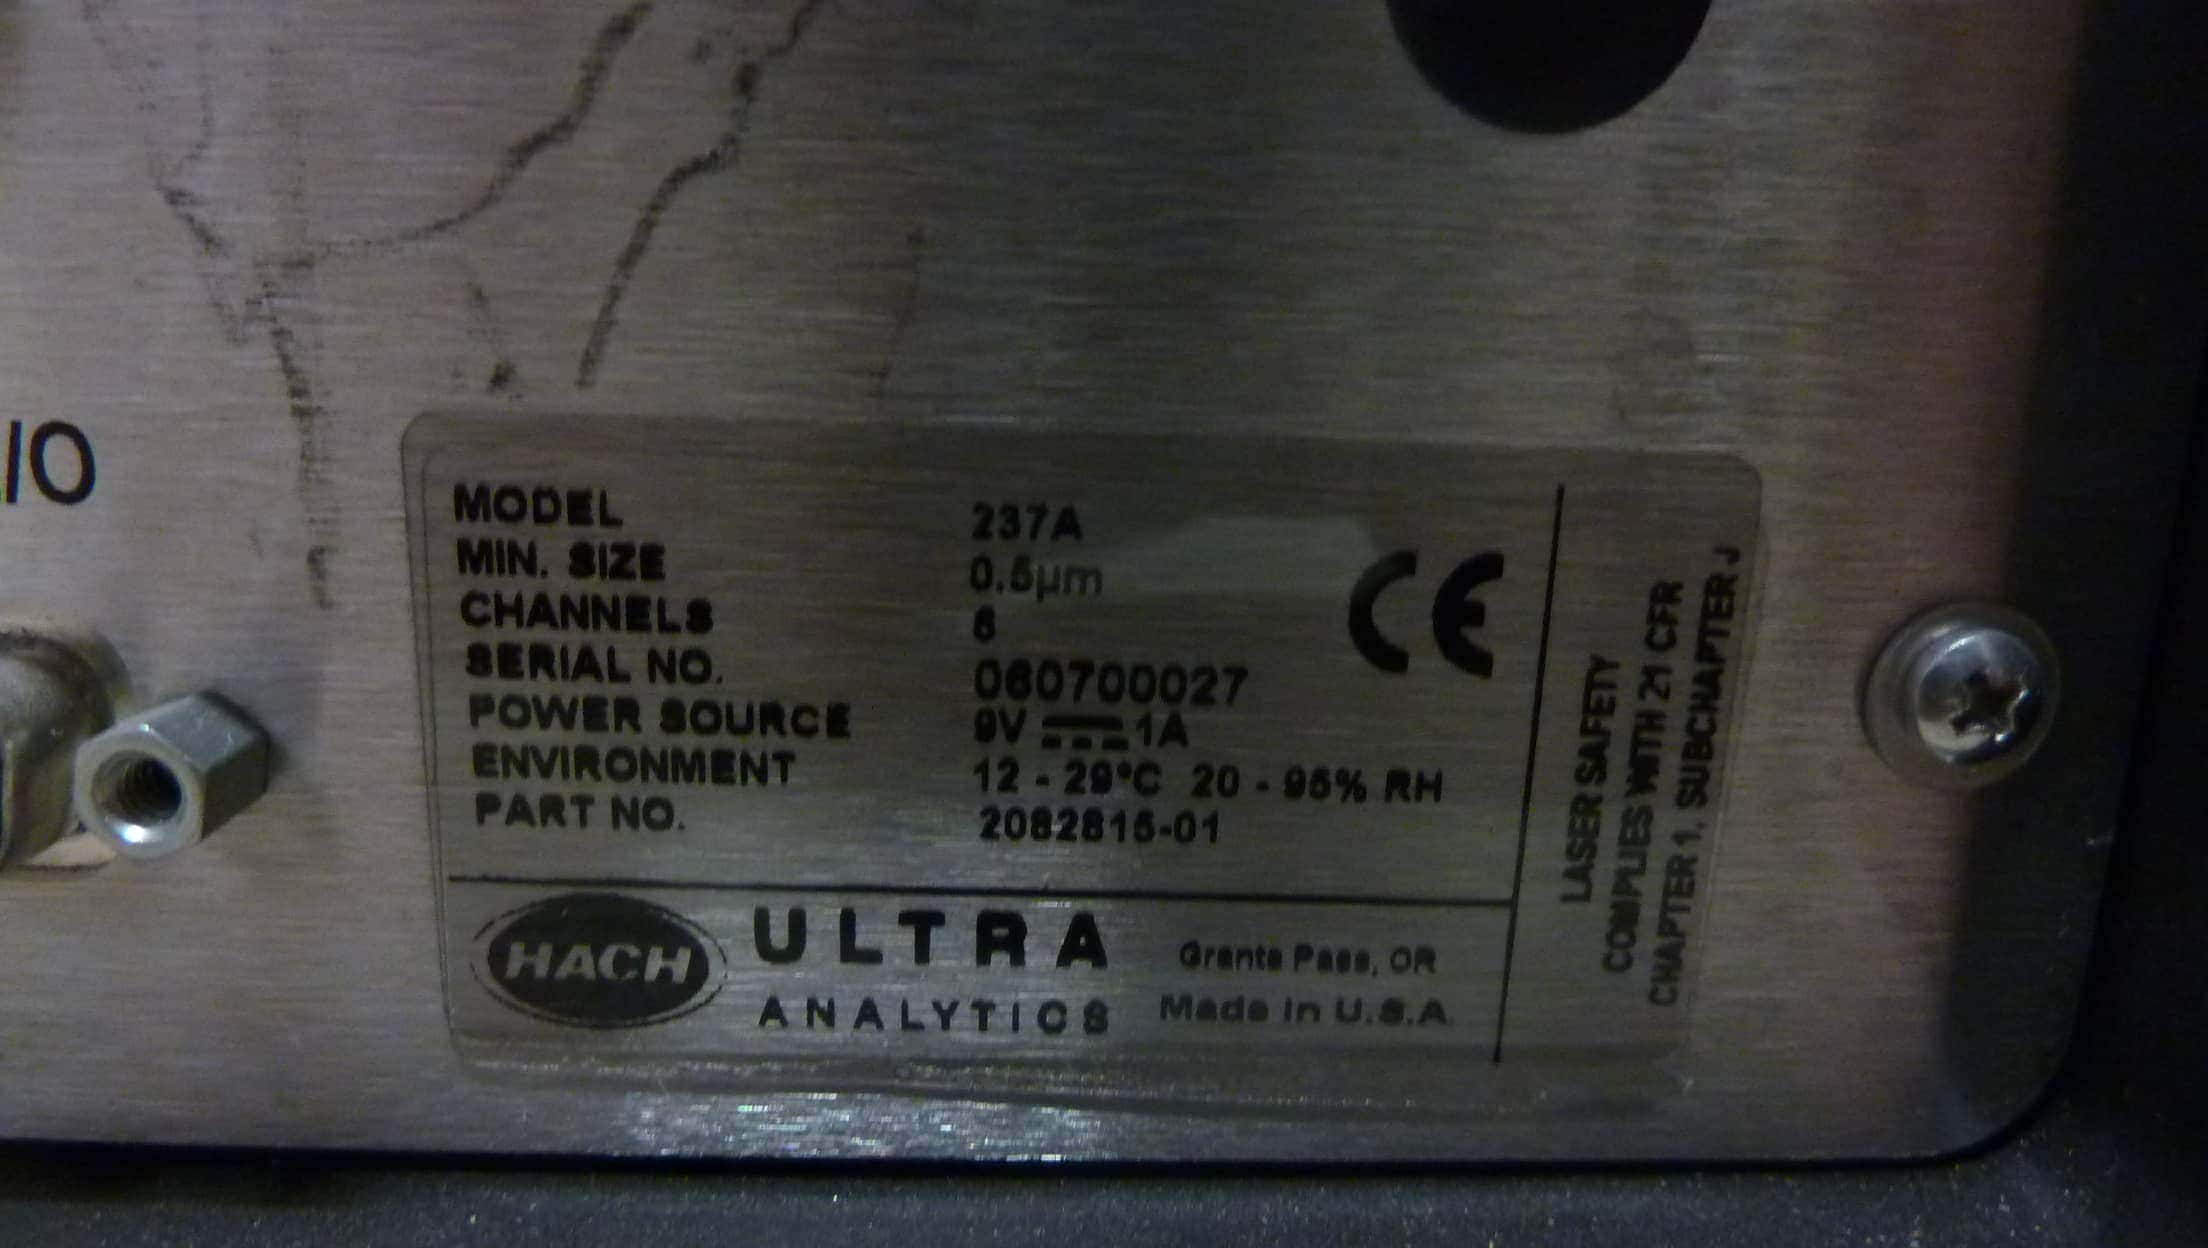 I/O
MODEL 237A
MIN. SIZE 0.5µm
CHANNELS 6
SERIAL NO. 060700027
POWER SOURCE 9V 1A
ENVIRONMENT 12 - 29°C 20 - 95% RH
PART NO. 2082815-01
CE
HACH ULTRA
ANALYTICS
Grants Pass, OR
Made in U.S.A.
LASER SAFETY
COMPLIES WITH 21 CFR
CHAPTER 1, SUBCHAPTER J